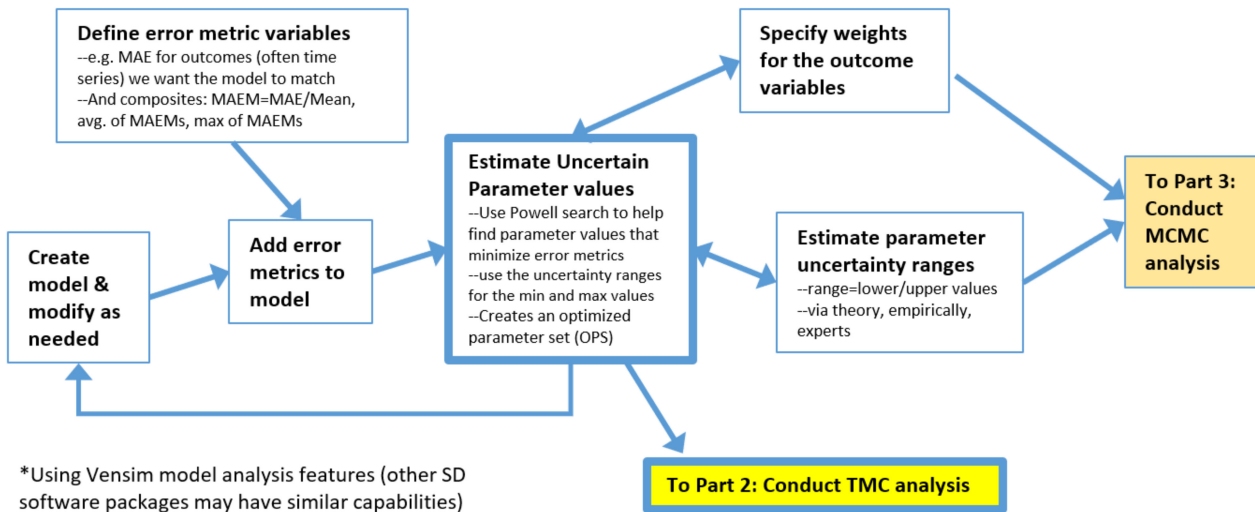 Define error metric variables
--e.g. MAE for outcomes (often time
series) we want the model to match
--And composites: MAEM=MAE/Mean,
avg. of MAEMs, max of MAEMs
Specify weights
for the outcome
variables
Create
model &
modify as
needed
Add error
metrics to
model
Estimate Uncertain
Parameter values
--Use Powell search to help
find parameter values that
minimize error metrics
--use the uncertainty ranges
for the min and max values
--Creates an optimized
parameter set (OPS)
Estimate parameter
uncertainty ranges
--range=lower/upper values
--via theory, empirically,
experts
To Part 3:
Conduct
MCMC
analysis
To Part 2: Conduct TMC analysis
*Using Vensim model analysis features (other SD
software packages may have similar capabilities)